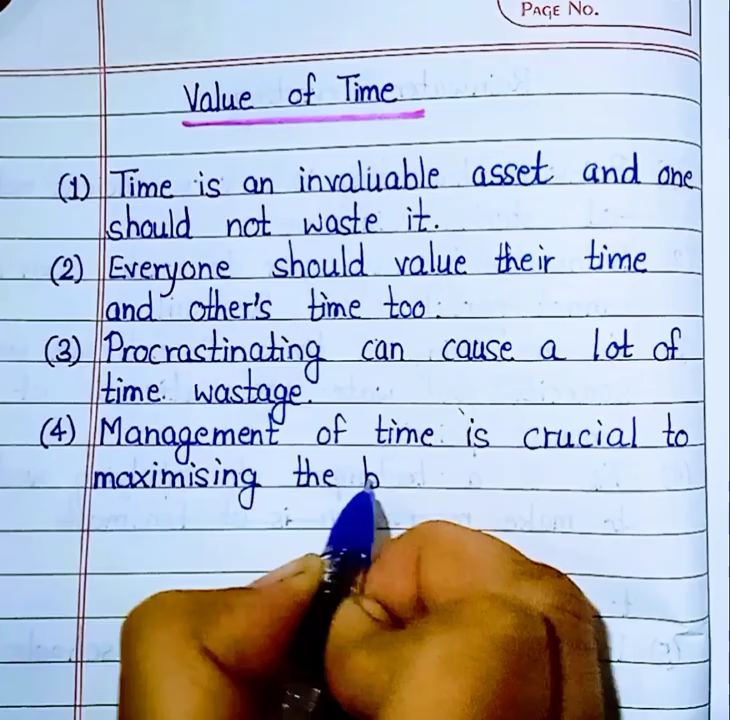 PAGE NO.
Value of Time
(1) Time is an invaluable asset and one
should not waste it.
(2) Everyone should value their time
and other's time too.
(3) Procrastinating can cause a lot of
time wastage.
(4) Management of time is crucial to
maximising the b